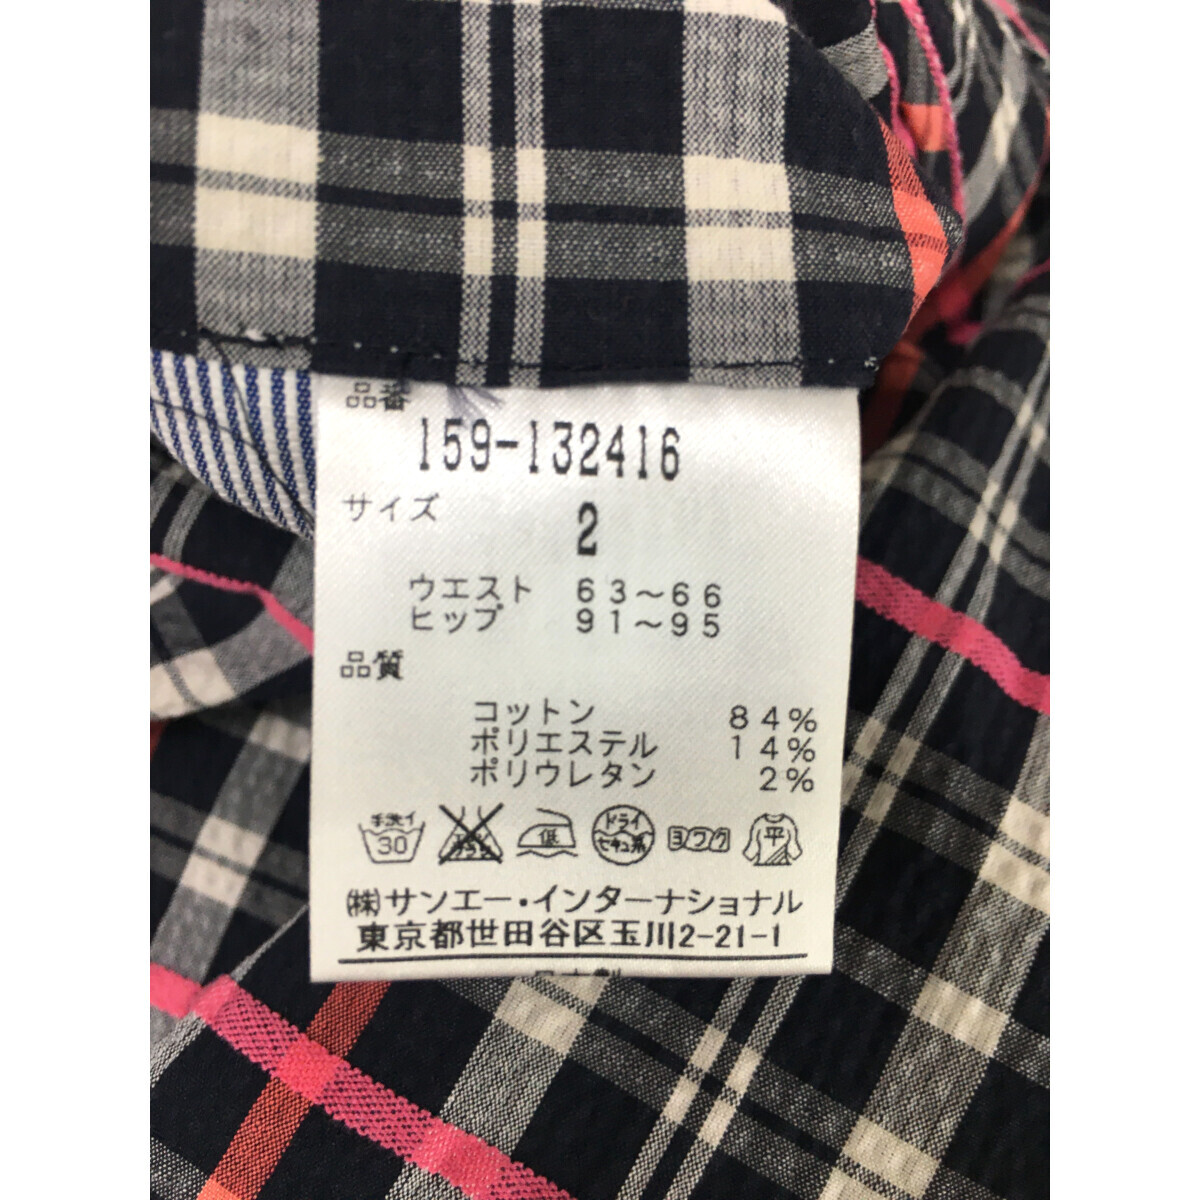 品番
159-132416
サイズ
2
ウエスト 63～66
ヒップ 91～95
品質
コットン 84%
ポリエステル 14%
ポリウレタン 2%
手洗イ 30 低 ドライ セキユ系 ヨワク 平
㈱サンエー・インターナショナル
東京都世田谷区玉川2-21-1